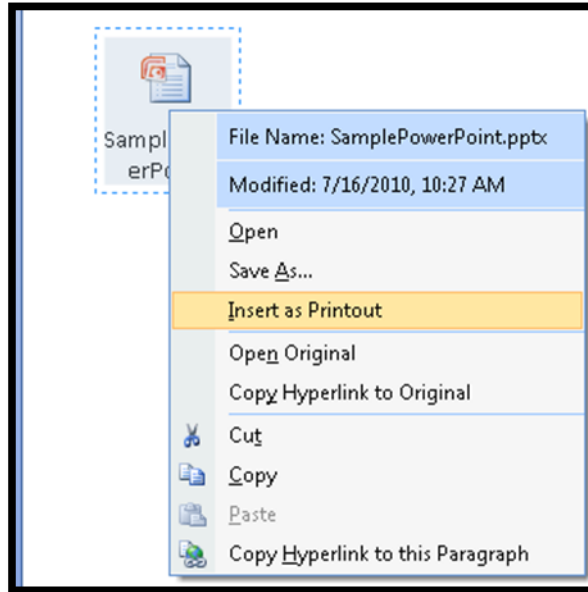 Sampl
erPo
File Name: SamplePowerPoint.pptx
Modified: 7/16/2010, 10:27 AM
Open
Save As...
Insert as Printout
Open Original
Copy Hyperlink to Original
Cut
Copy
Paste
Copy Hyperlink to this Paragraph